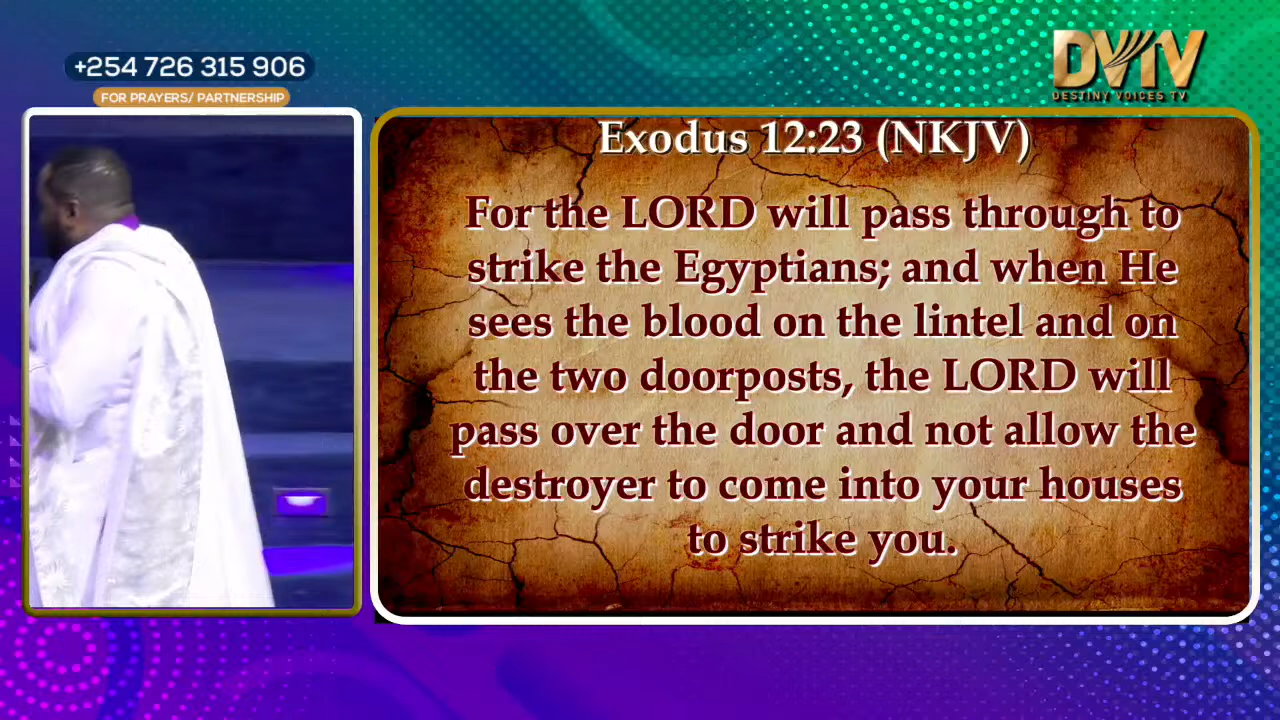 +254 726 315 906
FOR PRAYERS/ PARTNERSHIP
DVTV
DESTINY VOICES TV
Exodus 12:23 (NKJV)
For the LORD will pass through to
strike the Egyptians; and when He
sees the blood on the lintel and on
the two doorposts, the LORD will
pass over the door and not allow the
destroyer to come into your houses
to strike you.